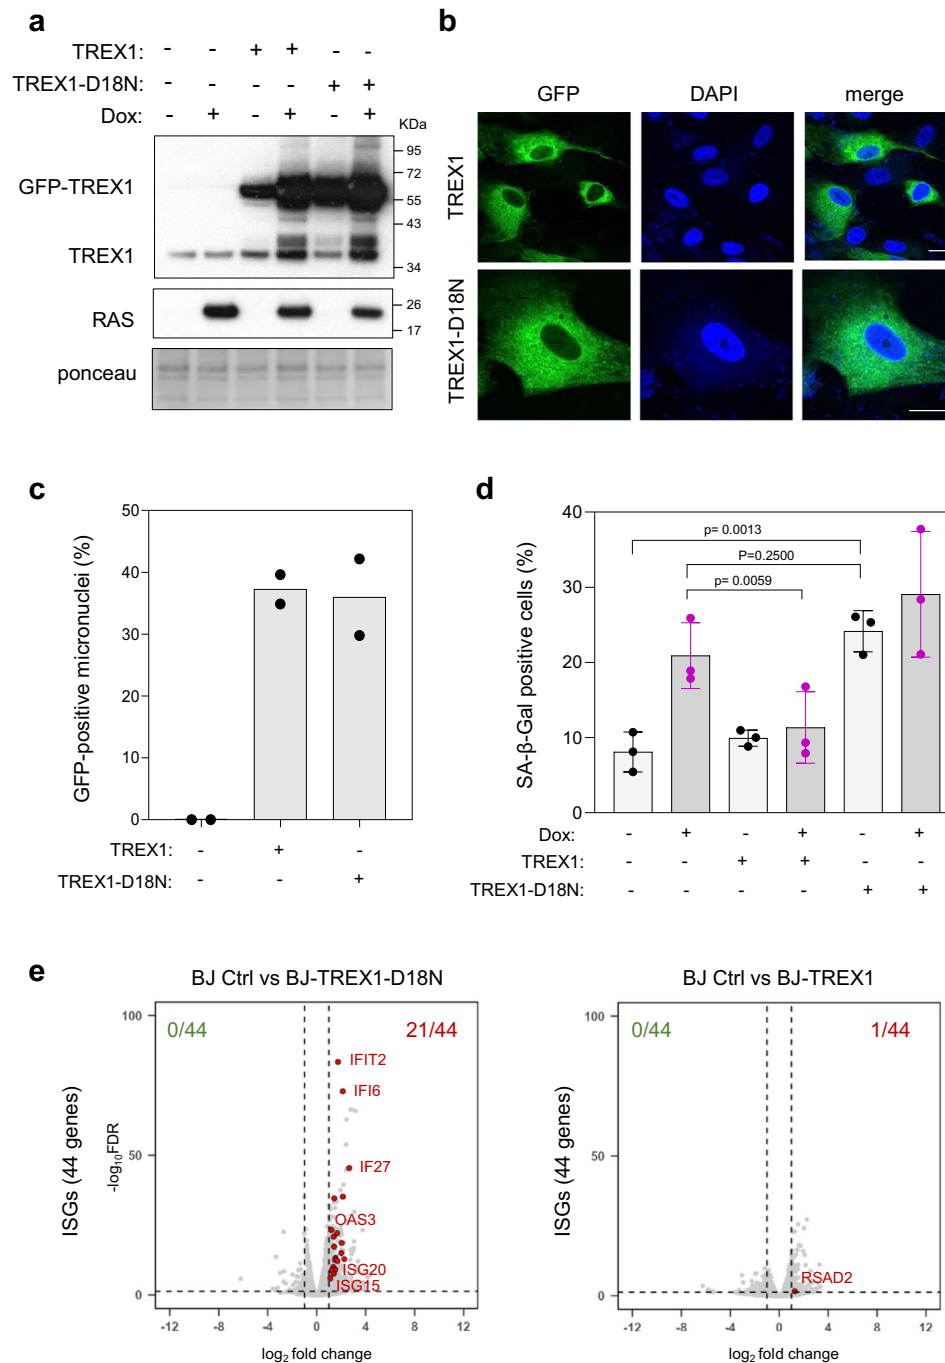 a
TREX1: - - + + - -
TREX1-D18N: - - - - + +
Dox: - + - + - +
KDa
GFP-TREX1
TREX1
95
72
55
43
34
RAS
26
17
ponceau
b
GFP DAPI merge
TREX1
TREX1-D18N
c
GFP-positive micronuclei (%)
50
40
30
20
10
0
TREX1: - + -
TREX1-D18N: - - +
d
SA-β-Gal positive cells (%)
40
30
20
10
0
p= 0.0013
P=0.2500
p= 0.0059
Dox: - + - + - +
TREX1: - - + + - -
TREX1-D18N: - - - - + +
e
BJ Ctrl vs BJ-TREX1-D18N
ISGs (44 genes)
-log₁₀FDR
100
50
0
0/44
21/44
IFIT2
IFI6
IF27
OAS3
ISG20
ISG15
-12 -8 -4 0 4 8 12
log₂ fold change
BJ Ctrl vs BJ-TREX1
ISGs (44 genes)
100
50
0
0/44
1/44
RSAD2
-12 -8 -4 0 4 8 12
log₂ fold change